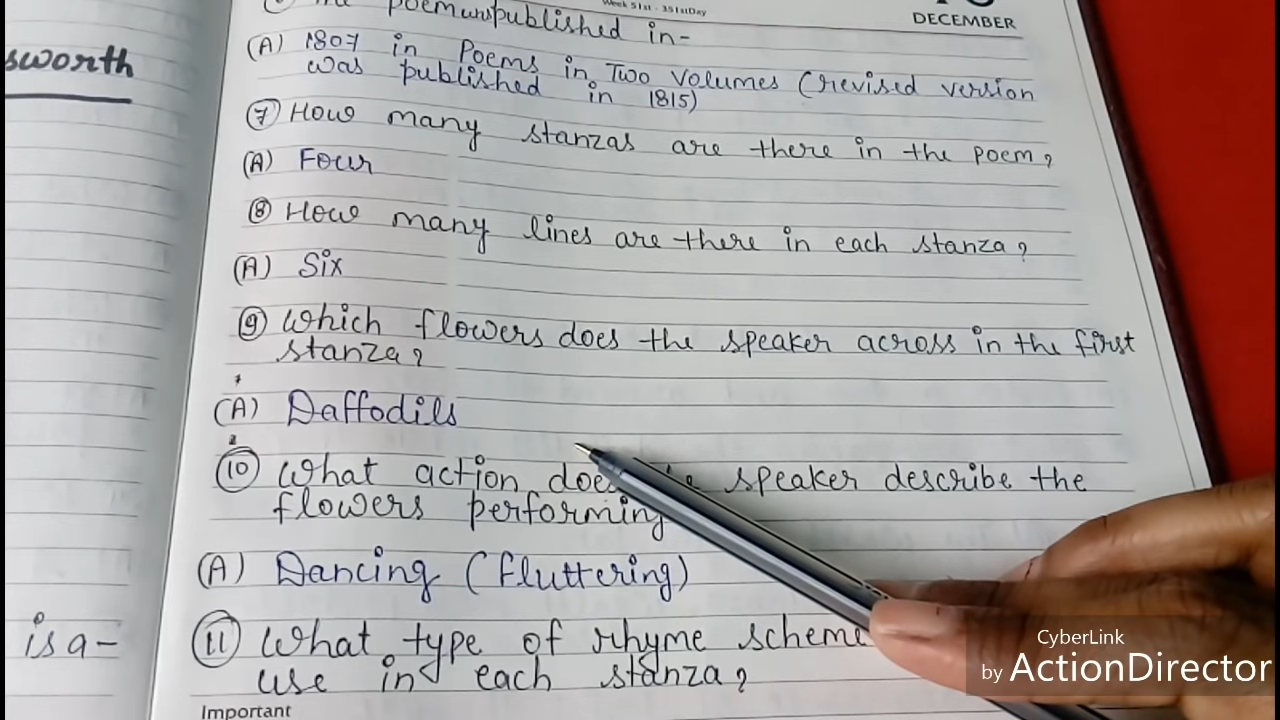 Week 51st - 351stDay
DECEMBER
poem was published in-
(A) 1807 in Poems in Two Volumes (revised version
was published in 1815)
⑦ How many stanzas are there in the poem?
(A) Four
⑧ How many lines are there in each stanza?
(A) Six
⑨ Which flowers does the speaker across in the first
stanza?
(A) Daffodils
⑩ What action does speaker describe the
flowers performing
(A) Dancing (fluttering)
⑪ What type of rhyme scheme
use in each stanza?
Important
sworth
is a-
CyberLink
by ActionDirector